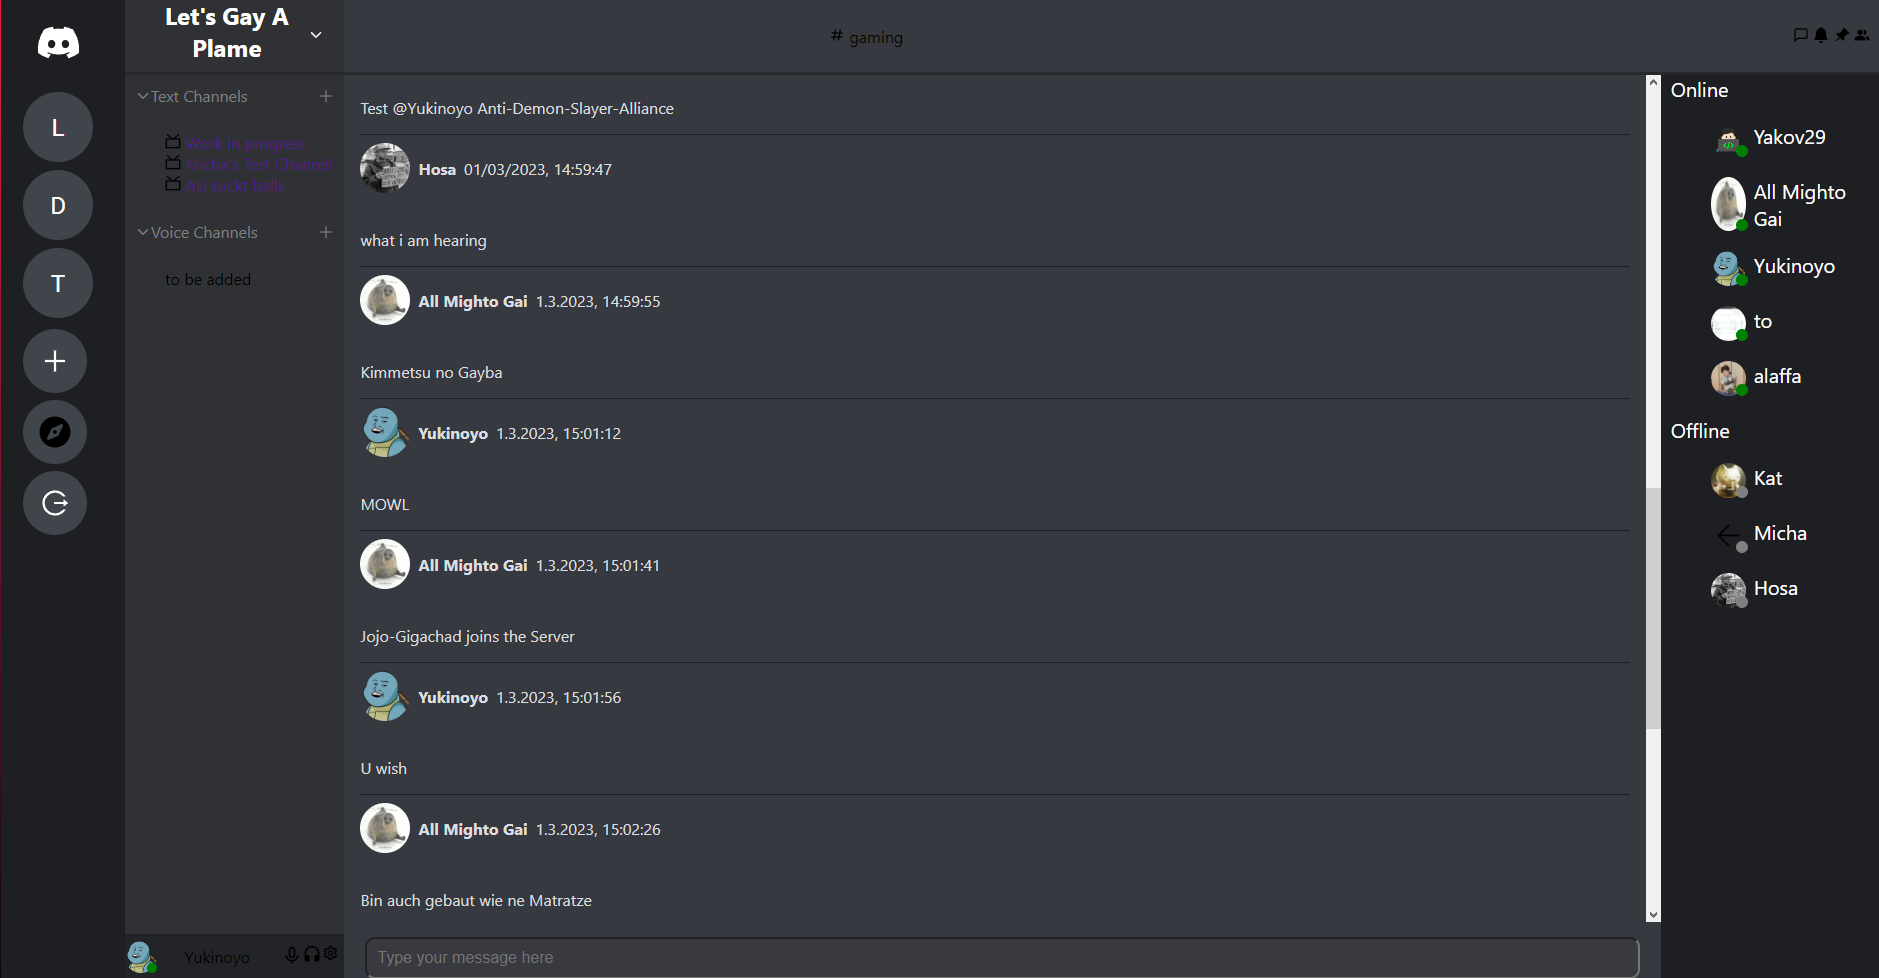 Let's Gay A
Plame
# gaming
L
D
T
Text Channels
Work in progress
Micha's Test Channel
ALI suckt balls
Voice Channels
to be added
Yukinoyo
Test @Yukinoyo Anti-Demon-Slayer-Alliance
Hosa 01/03/2023, 14:59:47
what i am hearing
All Mighto Gai 1.3.2023, 14:59:55
Kimmetsu no Gayba
Yukinoyo 1.3.2023, 15:01:12
MOWL
All Mighto Gai 1.3.2023, 15:01:41
Jojo-Gigachad joins the Server
Yukinoyo 1.3.2023, 15:01:56
U wish
All Mighto Gai 1.3.2023, 15:02:26
Bin auch gebaut wie ne Matratze
Type your message here
Online
Yakov29
All Mighto
Gai
Yukinoyo
to
alaffa
Offline
Kat
Micha
Hosa